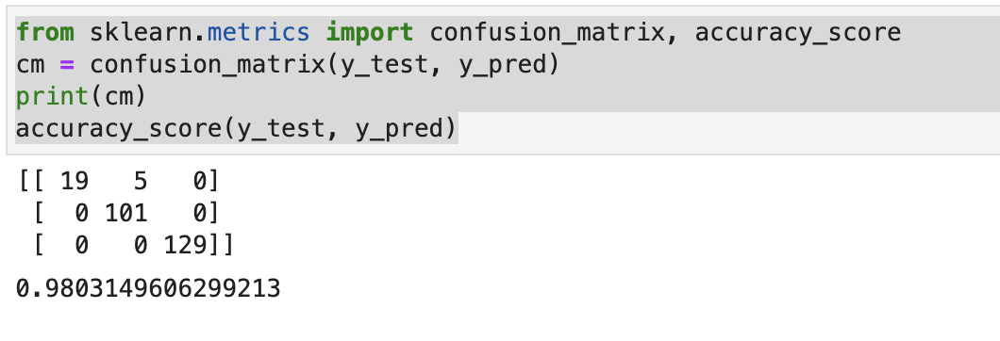 from sklearn.metrics import confusion_matrix, accuracy_score
cm = confusion_matrix(y_test, y_pred)
print(cm)
accuracy_score(y_test, y_pred)
[[ 19   5   0]
 [  0 101   0]
 [  0   0 129]]
0.9803149606299213